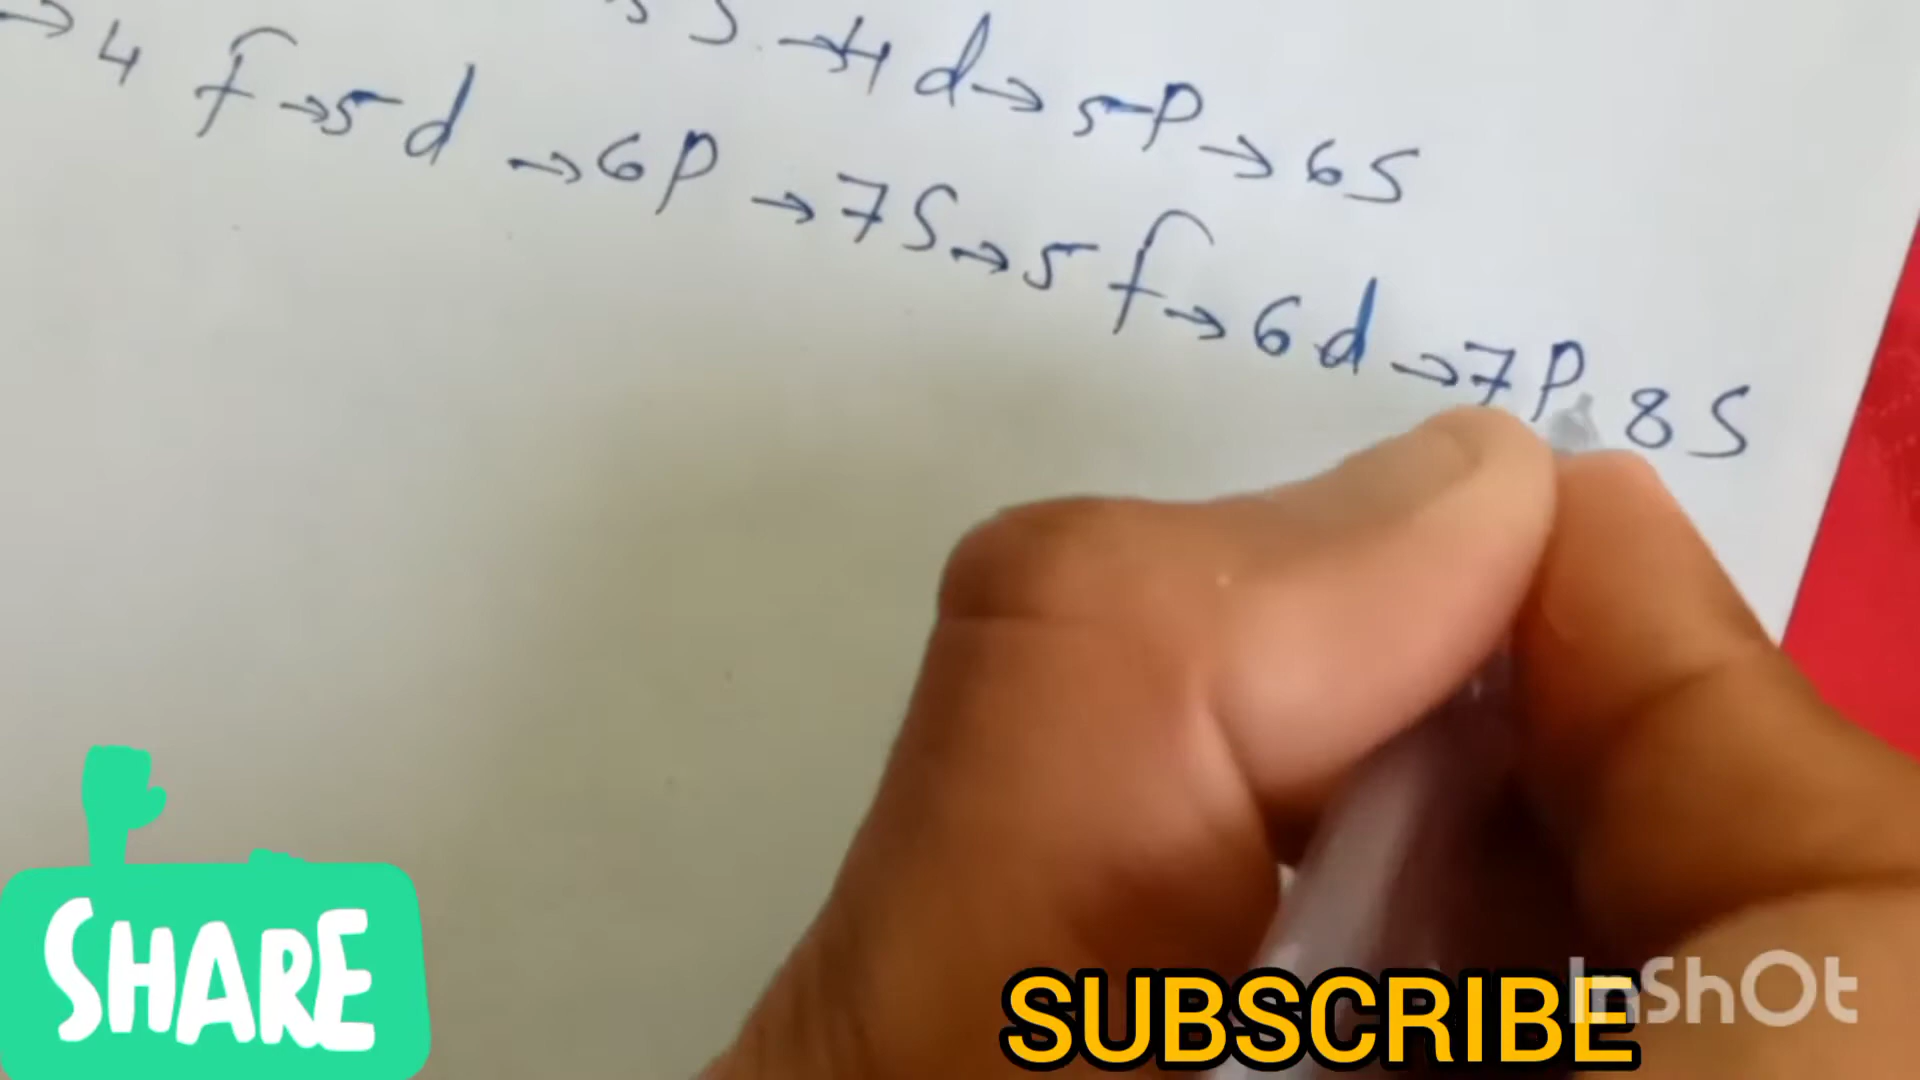 S → 4d → 5P → 6S
→ 4f → 5d → 6P → 7S → 5f → 6d → 7P 8S
SHARE
SUBSCRIBE
InShOt